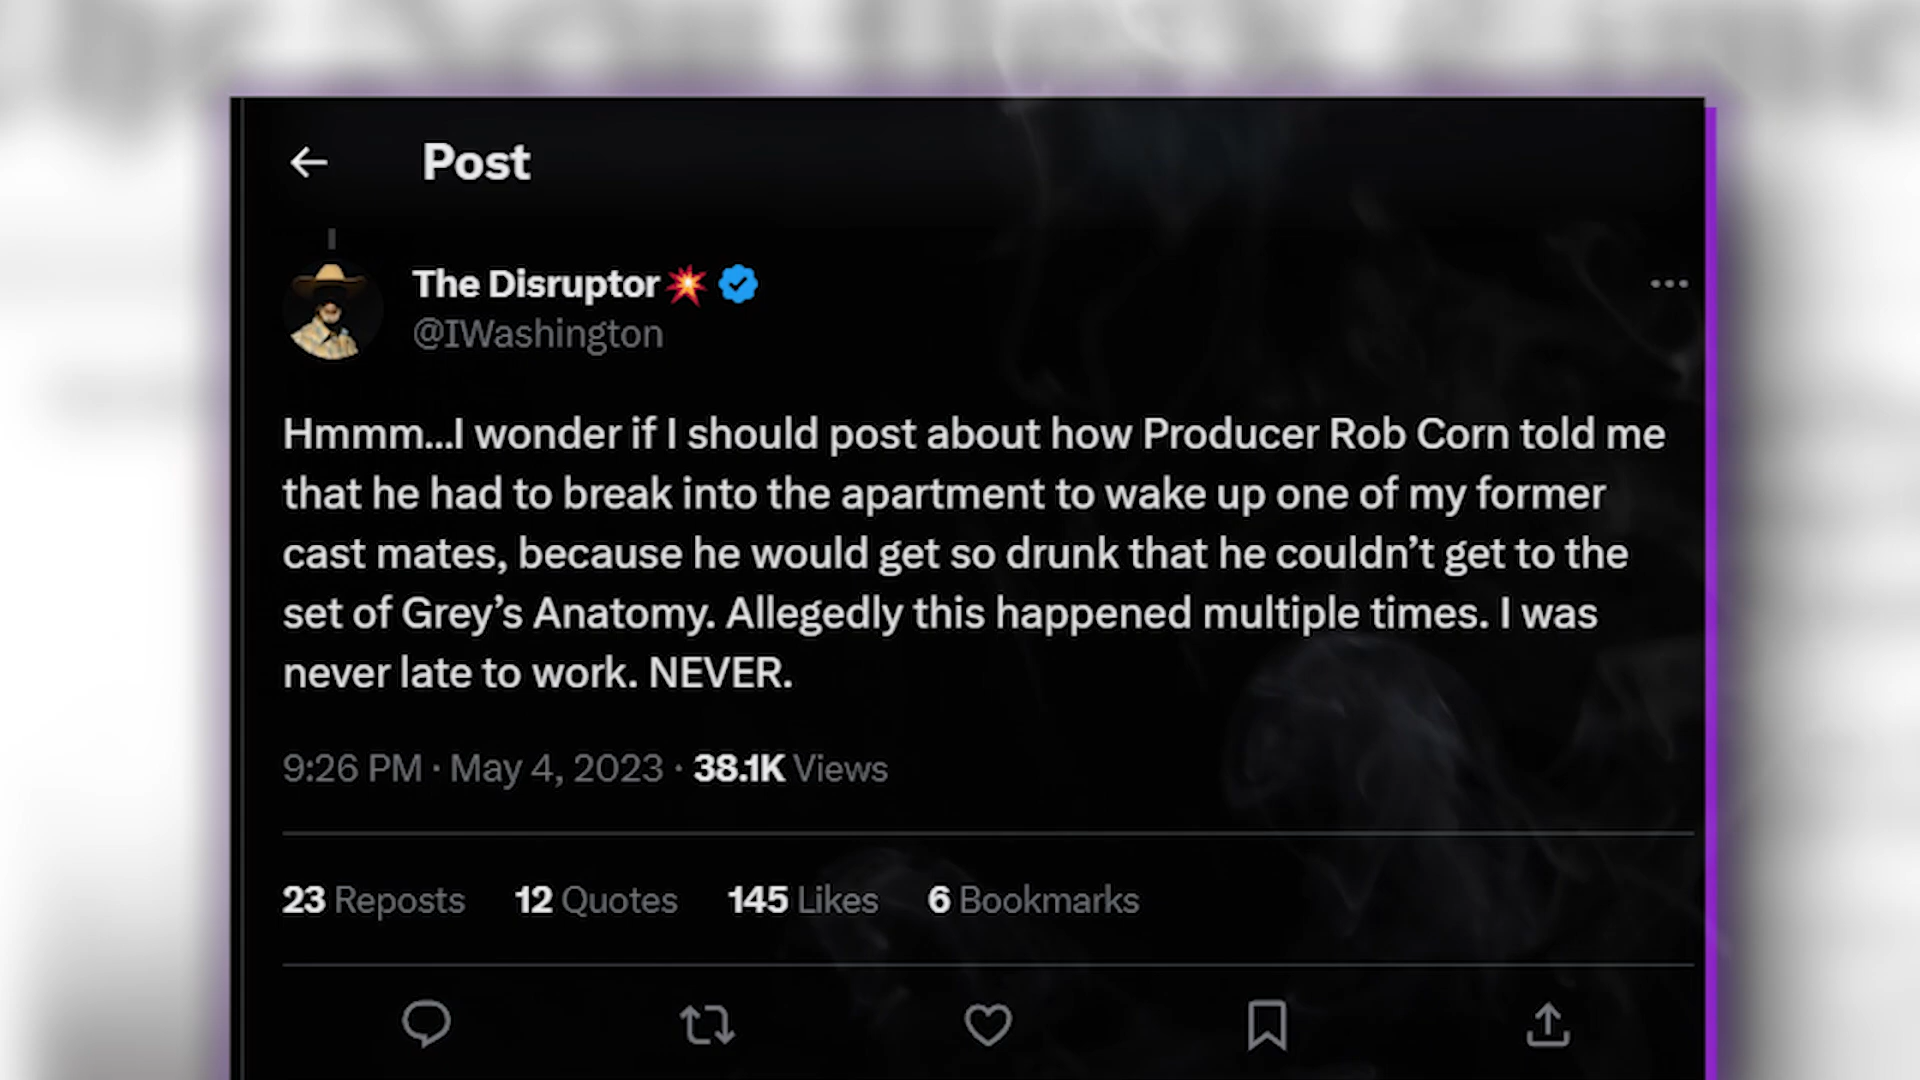 Post
The Disruptor💥
@IWashington
Hmmm...I wonder if I should post about how Producer Rob Corn told me
that he had to break into the apartment to wake up one of my former
cast mates, because he would get so drunk that he couldn’t get to the
set of Grey’s Anatomy. Allegedly this happened multiple times. I was
never late to work. NEVER.
9:26 PM · May 4, 2023 · 38.1K Views
23 Reposts 12 Quotes 145 Likes 6 Bookmarks